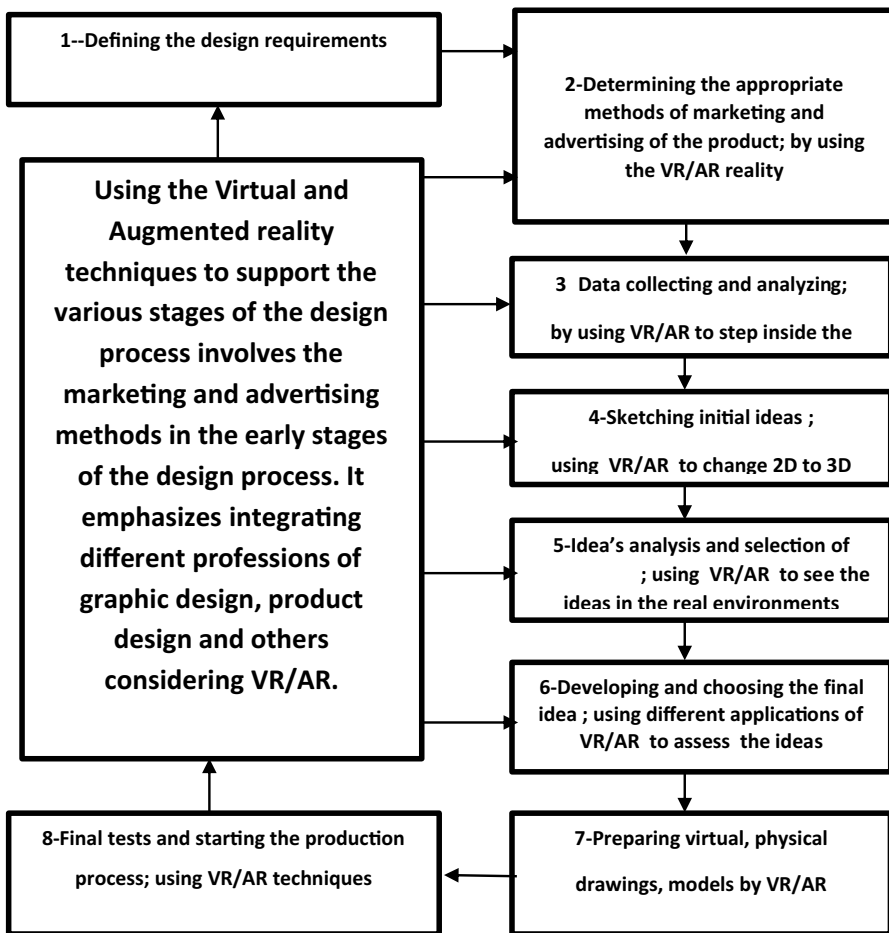 1--Defining the design requirements
2-Determining the appropriate
methods of marketing and
advertising of the product; by using
the VR/AR reality
Using the Virtual and
Augmented reality
techniques to support the
various stages of the design
process involves the
marketing and advertising
methods in the early stages
of the design process. It
emphasizes integrating
different professions of
graphic design, product
design and others
considering VR/AR.
3 Data collecting and analyzing;
by using VR/AR to step inside the
4-Sketching initial ideas ;
using VR/AR to change 2D to 3D
5-Idea’s analysis and selection of
; using VR/AR to see the
ideas in the real environments
6-Developing and choosing the final
idea ; using different applications of
VR/AR to assess the ideas
7-Preparing virtual, physical
drawings, models by VR/AR
8-Final tests and starting the production
process; using VR/AR techniques